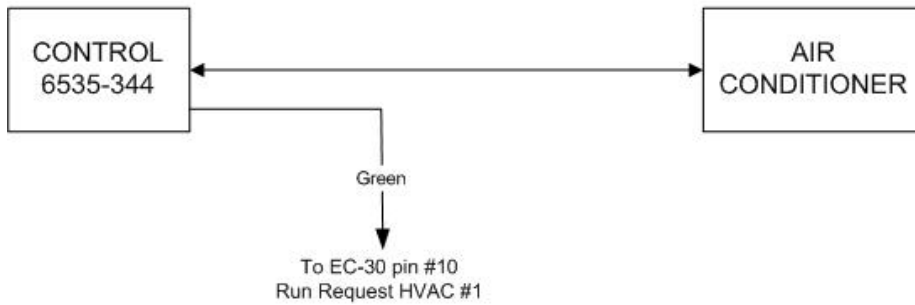 CONTROL
6535-344
AIR
CONDITIONER
Green
To EC-30 pin #10
Run Request HVAC #1